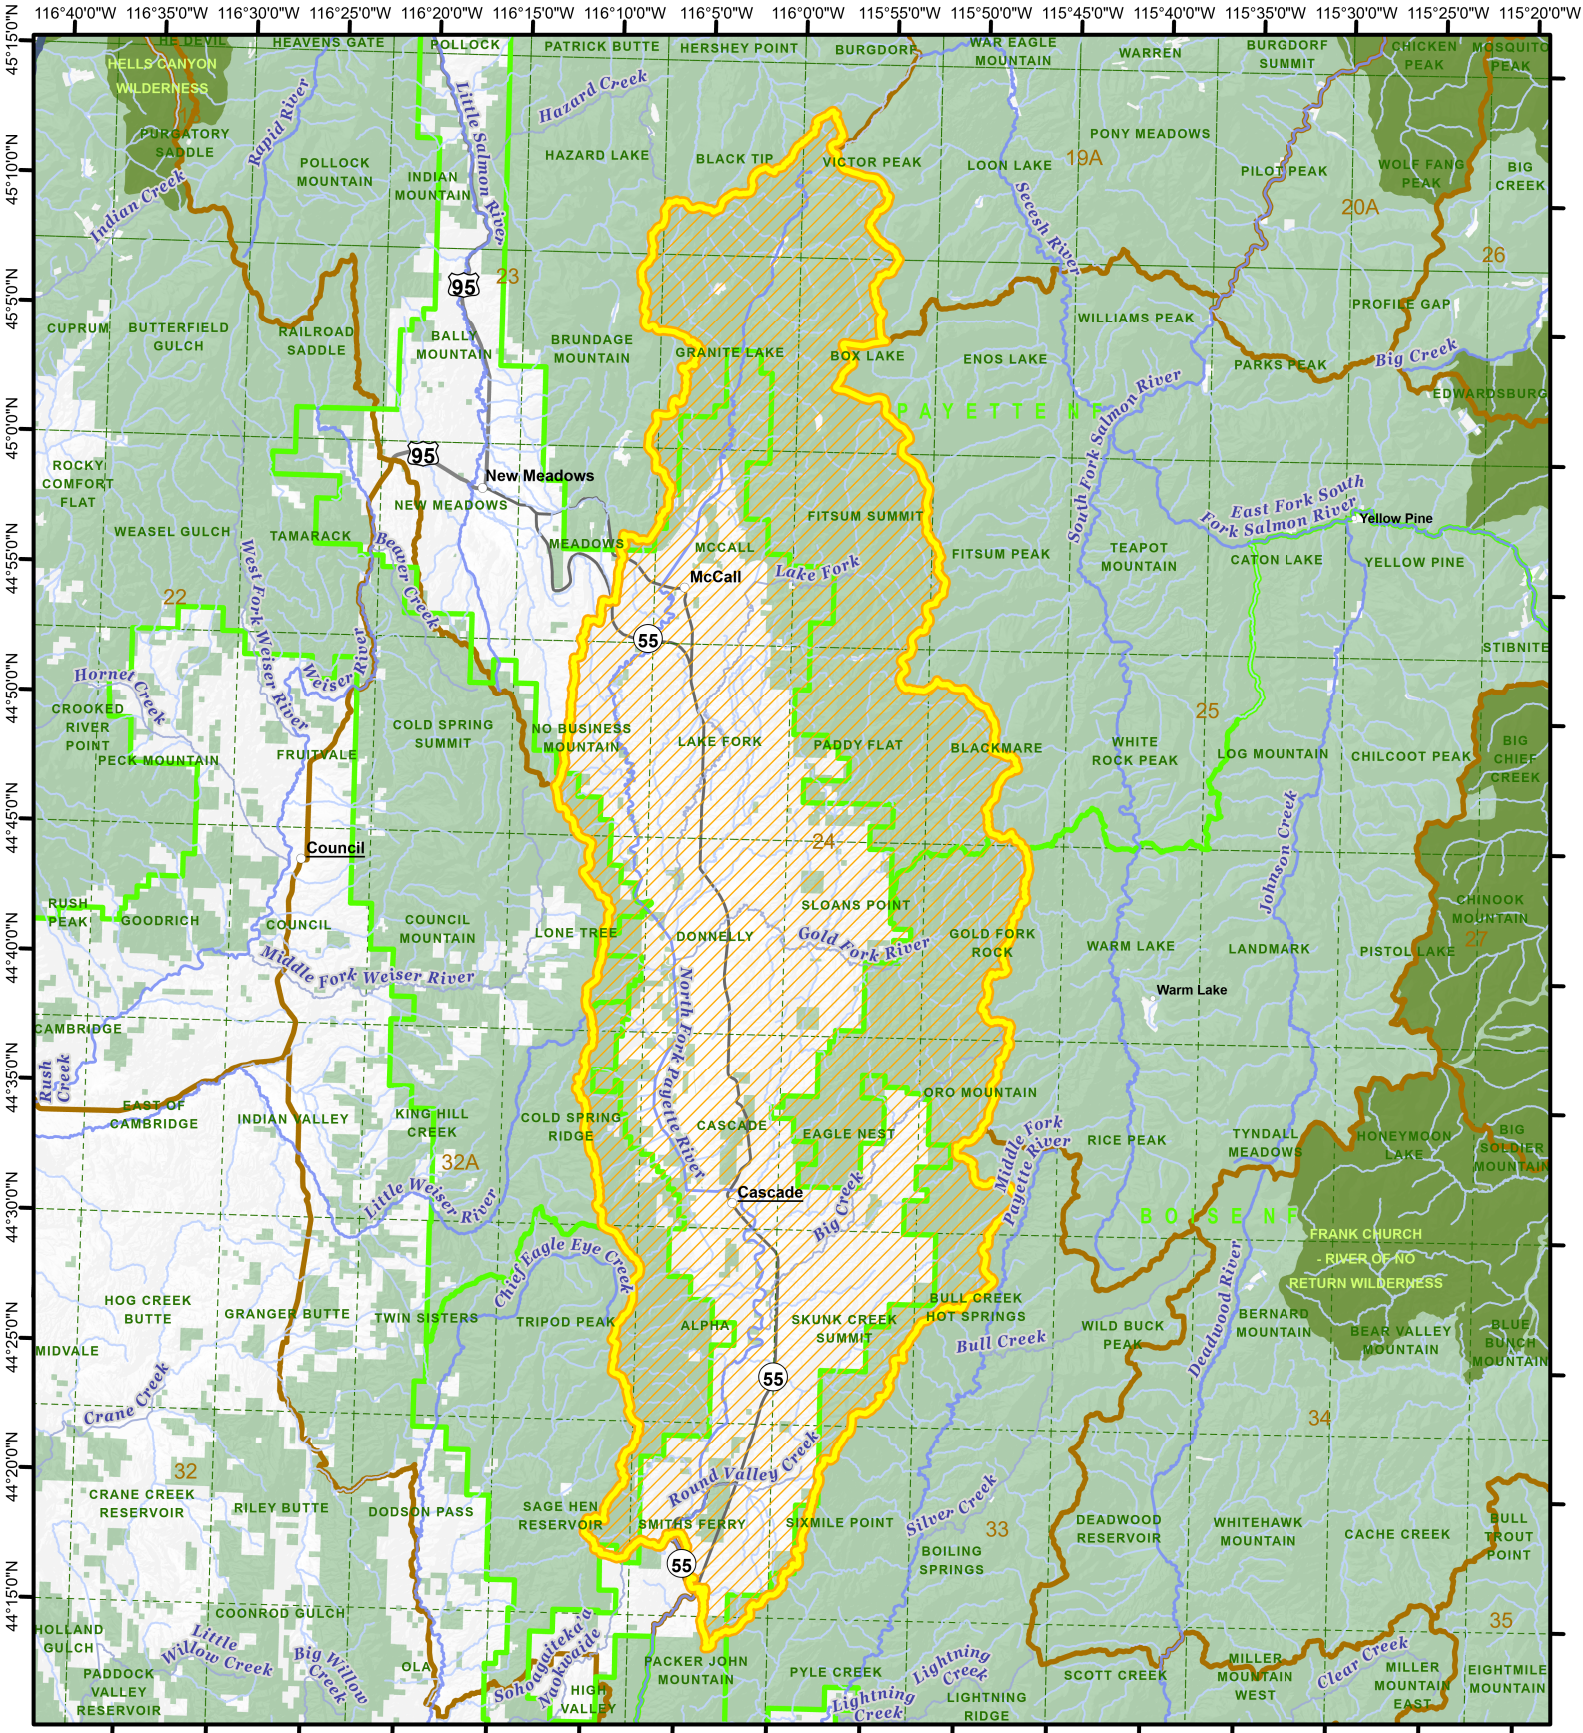 116°40'0"W 116°35'0"W 116°30'0"W 116°25'0"W 116°20'0"W 116°15'0"W 116°10'0"W 116°5'0"W 116°0'0"W 115°55'0"W 115°50'0"W 115°45'0"W 115°40'0"W 115°35'0"W 115°30'0"W 115°25'0"W 115°20'0"W
45°15'0"N
45°10'0"N
45°5'0"N
45°0'0"N
44°55'0"N
44°50'0"N
44°45'0"N
44°40'0"N
44°35'0"N
44°30'0"N
44°25'0"N
44°20'0"N
44°15'0"N
HE DEVIL
HEAVENS GATE
POLLOCK
PATRICK BUTTE
HERSHEY POINT
BURGDORF
WAR EAGLE
MOUNTAIN
WARREN
BURGDORF
SUMMIT
CHICKEN
PEAK
MOSQUITO
PEAK
HELLS CANYON
WILDERNESS
18
Rapid River
Little Salmon River
Hazard Creek
PURGATORY
SADDLE
POLLOCK
MOUNTAIN
INDIAN
MOUNTAIN
HAZARD LAKE
BLACK TIP
VICTOR PEAK
LOON LAKE
PONY MEADOWS
19A
PILOT PEAK
WOLF FANG
PEAK
BIG
CREEK
Indian Creek
Secesh River
20A
26
95
23
CUPRUM
BUTTERFIELD
GULCH
RAILROAD
SADDLE
BALLY
MOUNTAIN
BRUNDAGE
MOUNTAIN
GRANITE LAKE
BOX LAKE
ENOS LAKE
WILLIAMS PEAK
PROFILE GAP
PARKS PEAK
Big Creek
EDWARDSBURG
PAYETTE NF
South Fork Salmon River
95
New Meadows
ROCKY
COMFORT
FLAT
NEW MEADOWS
WEASEL GULCH
TAMARACK
MEADOWS
MCCALL
McCall
Lake Fork
FITSUM SUMMIT
FITSUM PEAK
TEAPOT
MOUNTAIN
East Fork South
Fork Salmon River
Yellow Pine
CATON LAKE
YELLOW PINE
Beaver Creek
West Fork Weiser River
Weiser River
22
55
STIBNITE
Hornet Creek
CROOKED
RIVER
POINT
PECK MOUNTAIN
FRUITVALE
COLD SPRING
SUMMIT
NO BUSINESS
MOUNTAIN
LAKE FORK
PADDY FLAT
BLACKMARE
25
WHITE
ROCK PEAK
LOG MOUNTAIN
CHILCOOT PEAK
BIG
CHIEF
CREEK
Council
24
Johnson Creek
RUSH
PEAK
GOODRICH
COUNCIL
COUNCIL
MOUNTAIN
LONE TREE
DONNELLY
SLOANS POINT
Gold Fork River
GOLD FORK
ROCK
WARM LAKE
LANDMARK
PISTOL LAKE
CHINOOK
MOUNTAIN
27
Middle Fork Weiser River
North Fork Payette River
Warm Lake
CAMBRIDGE
Rush
Creek
EAST OF
CAMBRIDGE
INDIAN VALLEY
KING HILL
CREEK
COLD SPRING
RIDGE
CASCADE
EAGLE NEST
ORO MOUNTAIN
Middle Fork
Payette River
RICE PEAK
TYNDALL
MEADOWS
HONEYMOON
LAKE
BIG
SOLDIER
MOUNTAIN
32A
Little Weiser River
Cascade
Big Creek
BOISE NF
FRANK CHURCH
- RIVER OF NO
RETURN WILDERNESS
Chief Eagle Eye Creek
Deadwood River
HOG CREEK
BUTTE
GRANGER BUTTE
TWIN SISTERS
TRIPOD PEAK
ALPHA
SKUNK CREEK
SUMMIT
BULL CREEK
HOT SPRINGS
Bull Creek
WILD BUCK
PEAK
BERNARD
MOUNTAIN
BEAR VALLEY
MOUNTAIN
BLUE
BUNCH
MOUNTAIN
MIDVALE
Crane Creek
55
34
32
Round Valley Creek
CRANE CREEK
RESERVOIR
RILEY BUTTE
DODSON PASS
SAGE HEN
RESERVOIR
SMITHS FERRY
SIXMILE POINT
Silver Creek
33
BOILING
SPRINGS
DEADWOOD
RESERVOIR
WHITEHAWK
MOUNTAIN
CACHE CREEK
BULL
TROUT
POINT
55
COONROD GULCH
HOLLAND
GULCH
Little
Willow Creek
Big Willow
Creek
Sohogaiteka'a
Naokwaide
35
PADDOCK
VALLEY
RESERVOIR
OLA
HIGH
VALLEY
PACKER JOHN
MOUNTAIN
PYLE CREEK
Lightning
Creek
Lightning
Creek
LIGHTNING
RIDGE
SCOTT CREEK
MILLER
MOUNTAIN
WEST
Clear Creek
MILLER
MOUNTAIN
EAST
EIGHTMILE
MOUNTAIN